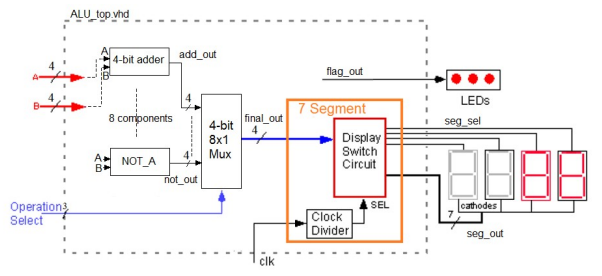 ALU_top.vhd
4
A
A
B
4-bit adder
add_out
flag_out
LEDs
4
B
4
8 components
4-bit
8x1
Mux
final_out
4
7 Segment
Display
Switch
Circuit
seg_sel
A
B
NOT_A
4
not_out
SEL
cathodes
7
seg_out
Operation
Select
3
Clock
Divider
clk